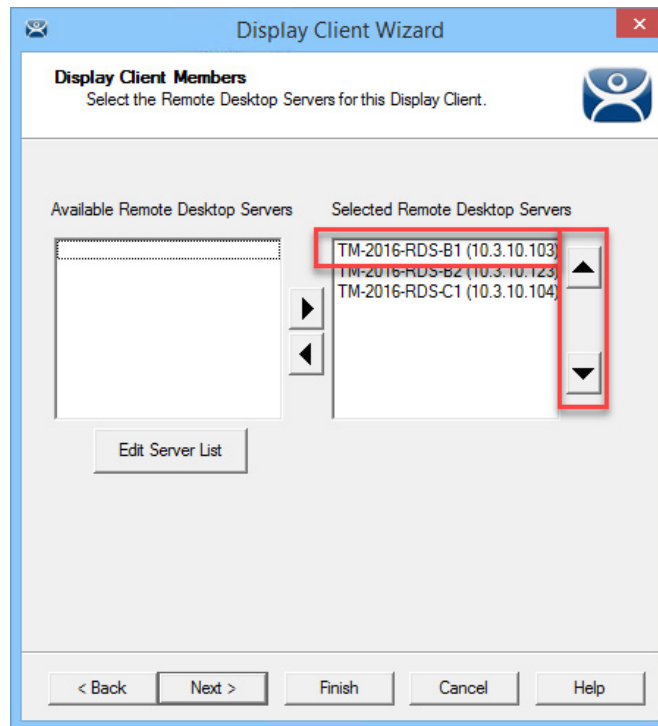 Display Client Wizard
Display Client Members
Select the Remote Desktop Servers for this Display Client.
Available Remote Desktop Servers
Selected Remote Desktop Servers
TM-2016-RDS-B1 (10.3.10.103)
TM-2016-RDS-B2 (10.3.10.123)
TM-2016-RDS-C1 (10.3.10.104)
Edit Server List
< Back
Next >
Finish
Cancel
Help